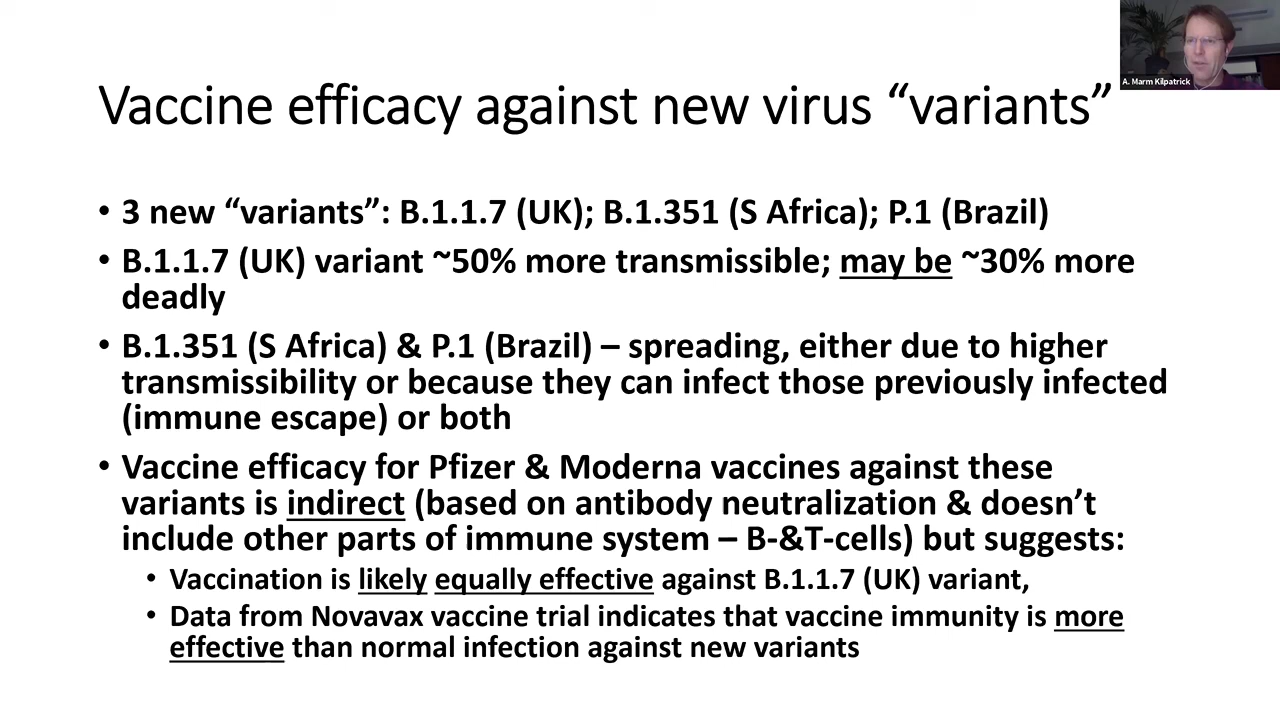 A. Marm Kilpatrick
Vaccine efficacy against new virus “variants”
• 3 new “variants”: B.1.1.7 (UK); B.1.351 (S Africa); P.1 (Brazil)
• B.1.1.7 (UK) variant ~50% more transmissible; may be ~30% more
deadly
• B.1.351 (S Africa) & P.1 (Brazil) – spreading, either due to higher
transmissibility or because they can infect those previously infected
(immune escape) or both
• Vaccine efficacy for Pfizer & Moderna vaccines against these
variants is indirect (based on antibody neutralization & doesn’t
include other parts of immune system – B-&T-cells) but suggests:
• Vaccination is likely equally effective against B.1.1.7 (UK) variant,
• Data from Novavax vaccine trial indicates that vaccine immunity is more
effective than normal infection against new variants